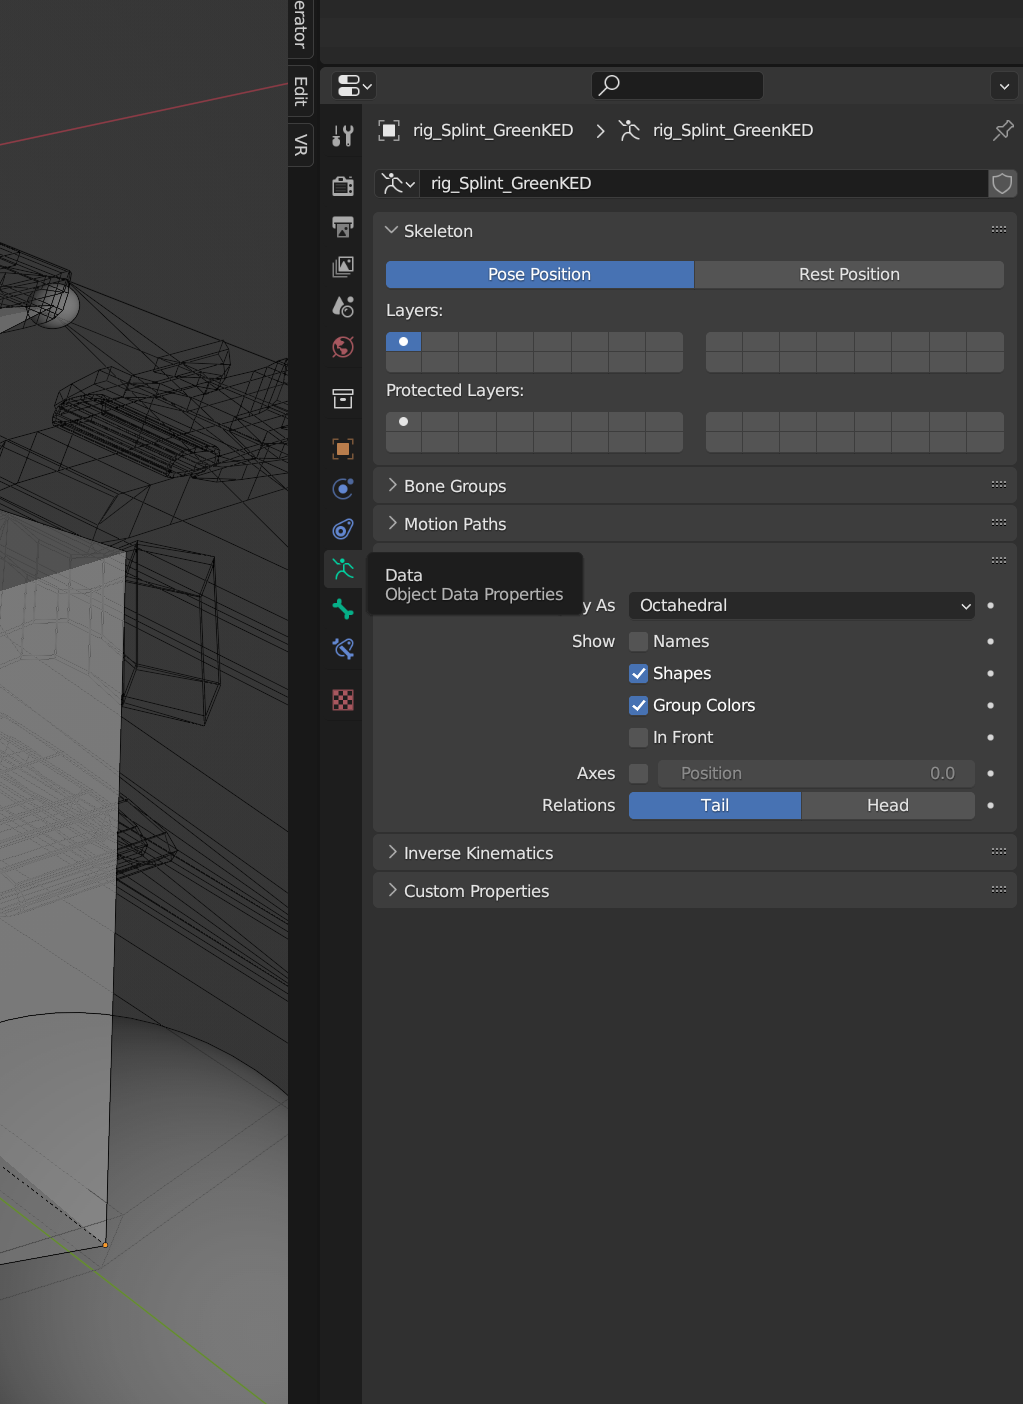 erator
Edit
VR
rig_Splint_GreenKED
rig_Splint_GreenKED
rig_Splint_GreenKED
Skeleton
Pose Position
Rest Position
Layers:
Protected Layers:
Bone Groups
Motion Paths
Data
Object Data Properties
y As
Octahedral
Show
Names
Shapes
Group Colors
In Front
Axes
Position
0.0
Relations
Tail
Head
Inverse Kinematics
Custom Properties